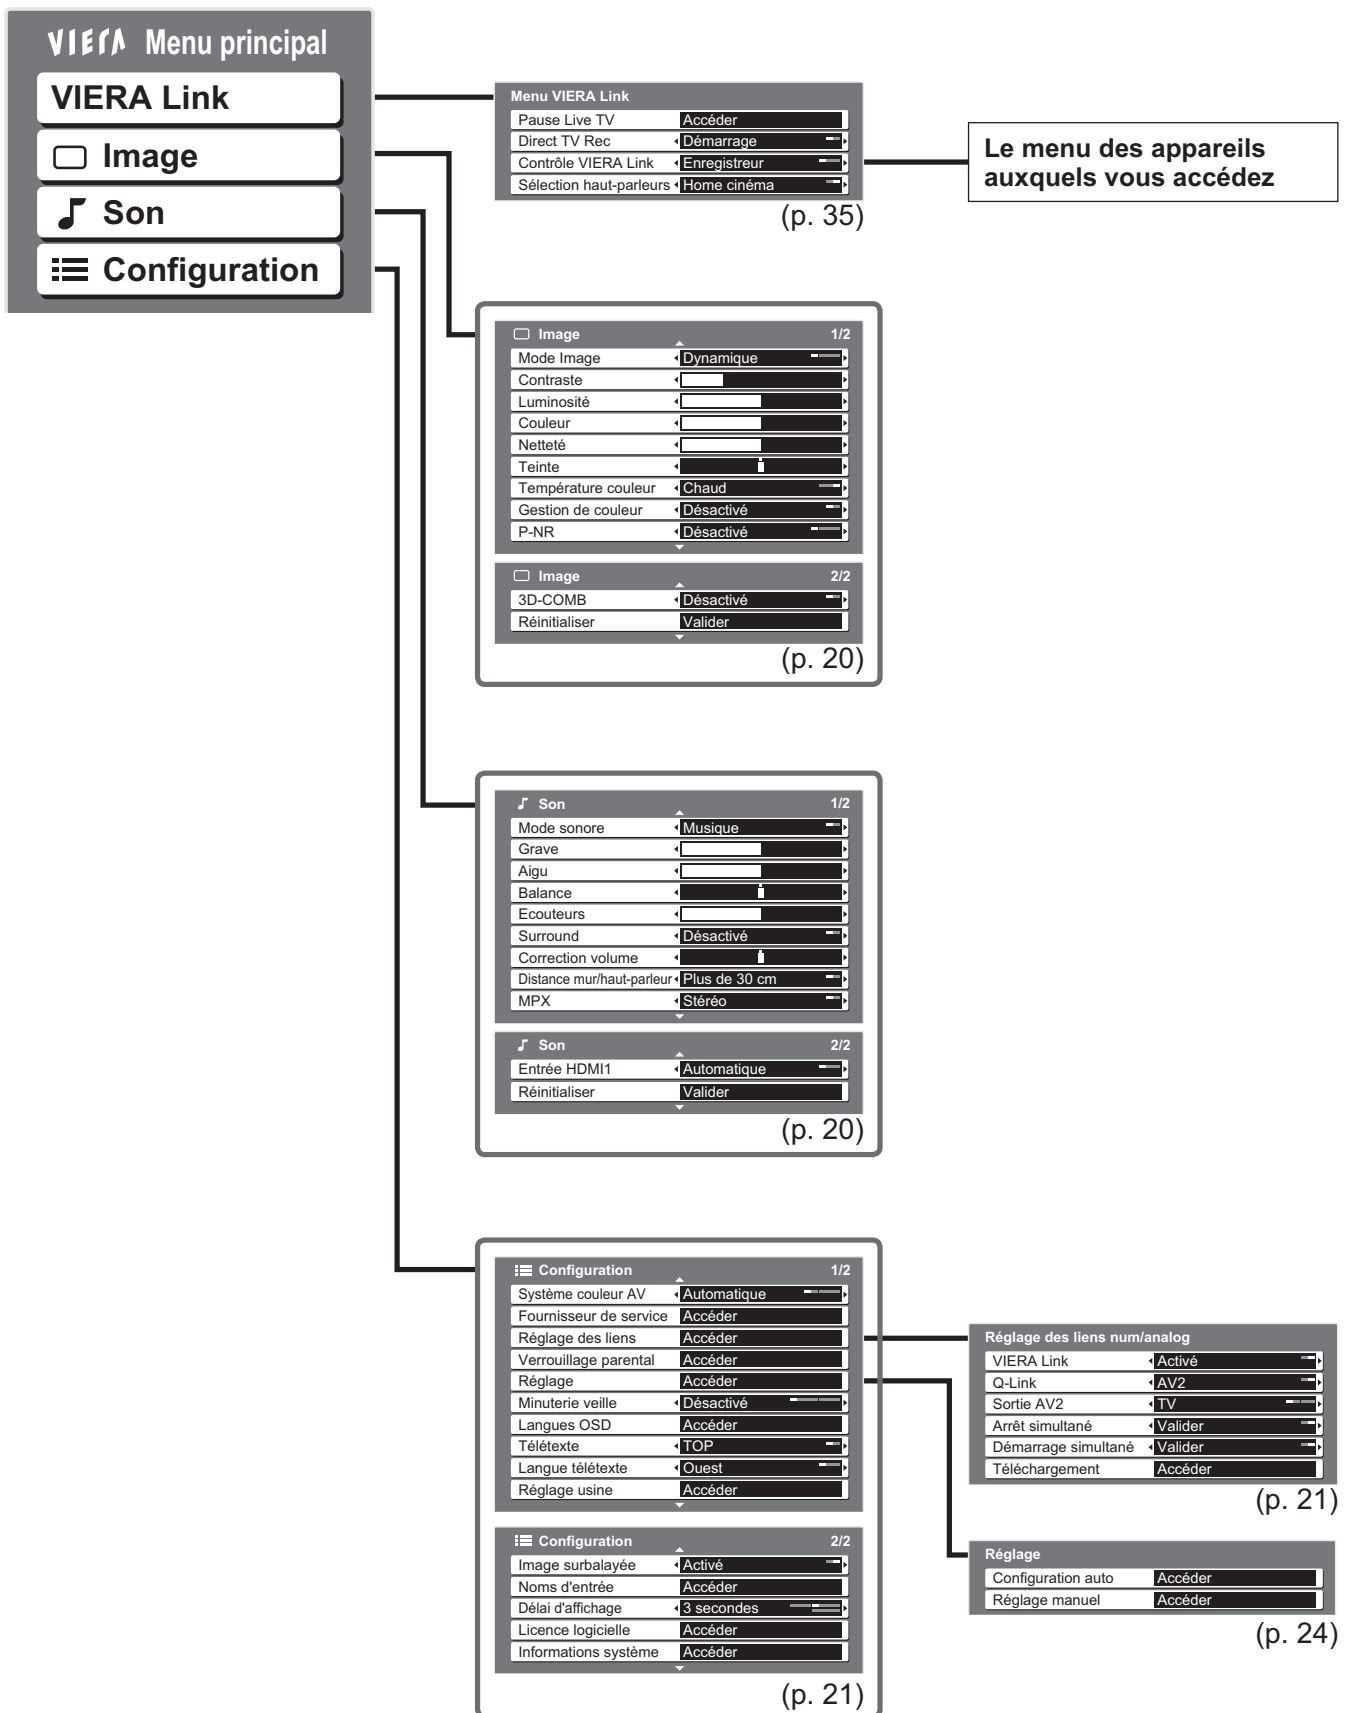 VIERA Menu principal
VIERA Link
Image
Son
Configuration
Menu VIERA Link
Pause Live TV Accéder
Direct TV Rec Démarrage
Contrôle VIERA Link Enregistreur
Sélection haut-parleurs Home cinéma
(p. 35)
Le menu des appareils
auxquels vous accédez
Image 1/2
Mode Image Dynamique
Contraste
Luminosité
Couleur
Netteté
Teinte
Température couleur Chaud
Gestion de couleur Désactivé
P-NR Désactivé
Image 2/2
3D-COMB Désactivé
Réinitialiser Valider
(p. 20)
Son 1/2
Mode sonore Musique
Grave
Aigu
Balance
Ecouteurs
Surround Désactivé
Correction volume
Distance mur/haut-parleur Plus de 30 cm
MPX Stéréo
Son 2/2
Entrée HDMI1 Automatique
Réinitialiser Valider
(p. 20)
Configuration 1/2
Système couleur AV Automatique
Fournisseur de service Accéder
Réglage des liens Accéder
Verrouillage parental Accéder
Réglage Accéder
Minuterie veille Désactivé
Langues OSD Accéder
Télétexte TOP
Langue télétexte Ouest
Réglage usine Accéder
Configuration 2/2
Image surbalayée Activé
Noms d'entrée Accéder
Délai d'affichage 3 secondes
Licence logicielle Accéder
Informations système Accéder
(p. 21)
Réglage des liens num/analog
VIERA Link Activé
Q-Link AV2
Sortie AV2 TV
Arrêt simultané Valider
Démarrage simultané Valider
Téléchargement Accéder
(p. 21)
Réglage
Configuration auto Accéder
Réglage manuel Accéder
(p. 24)